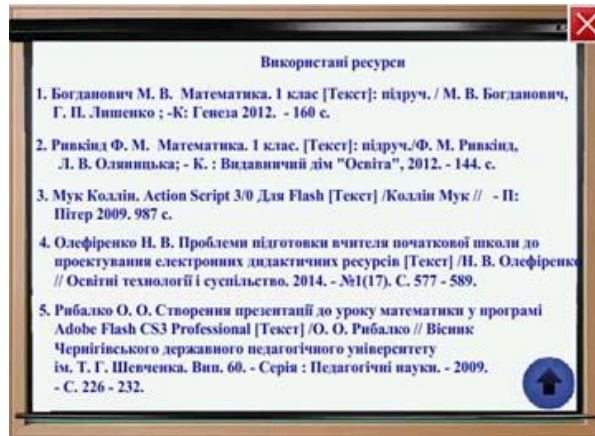 Використані ресурси
1. Богданович М. В. Математика. 1 клас [Текст]: підруч. / М. В. Богданович,
Г. П. Лишенко ; -К: Генеза 2012. - 160 с.
2. Ривкінд Ф. М. Математика. 1 клас. [Текст]: підруч./Ф. М. Ривкінд,
Л. В. Оляницька; - К. : Видавничий дім "Освіта", 2012. - 144. с.
3. Мук Коллін. Action Script 3/0 Для Flash [Текст] /Коллін Мук // - П:
Пітер 2009. 987 с.
4. Олефіренко Н. В. Проблеми підготовки вчителя початкової школи до
проектування електронних дидактичних ресурсів [Текст] /Н. В. Олефіренко
// Освітні технології і суспільство. 2014. - №1(17). С. 577 - 589.
5. Рибалко О. О. Створення презентації до уроку математики у програмі
Adobe Flash CS3 Professional [Текст] /О. О. Рибалко // Вісник
Чернігівського державного педагогічного університету
ім. Т. Г. Шевченка. Вип. 60. - Серія : Педагогічні науки. - 2009.
- С. 226 - 232.